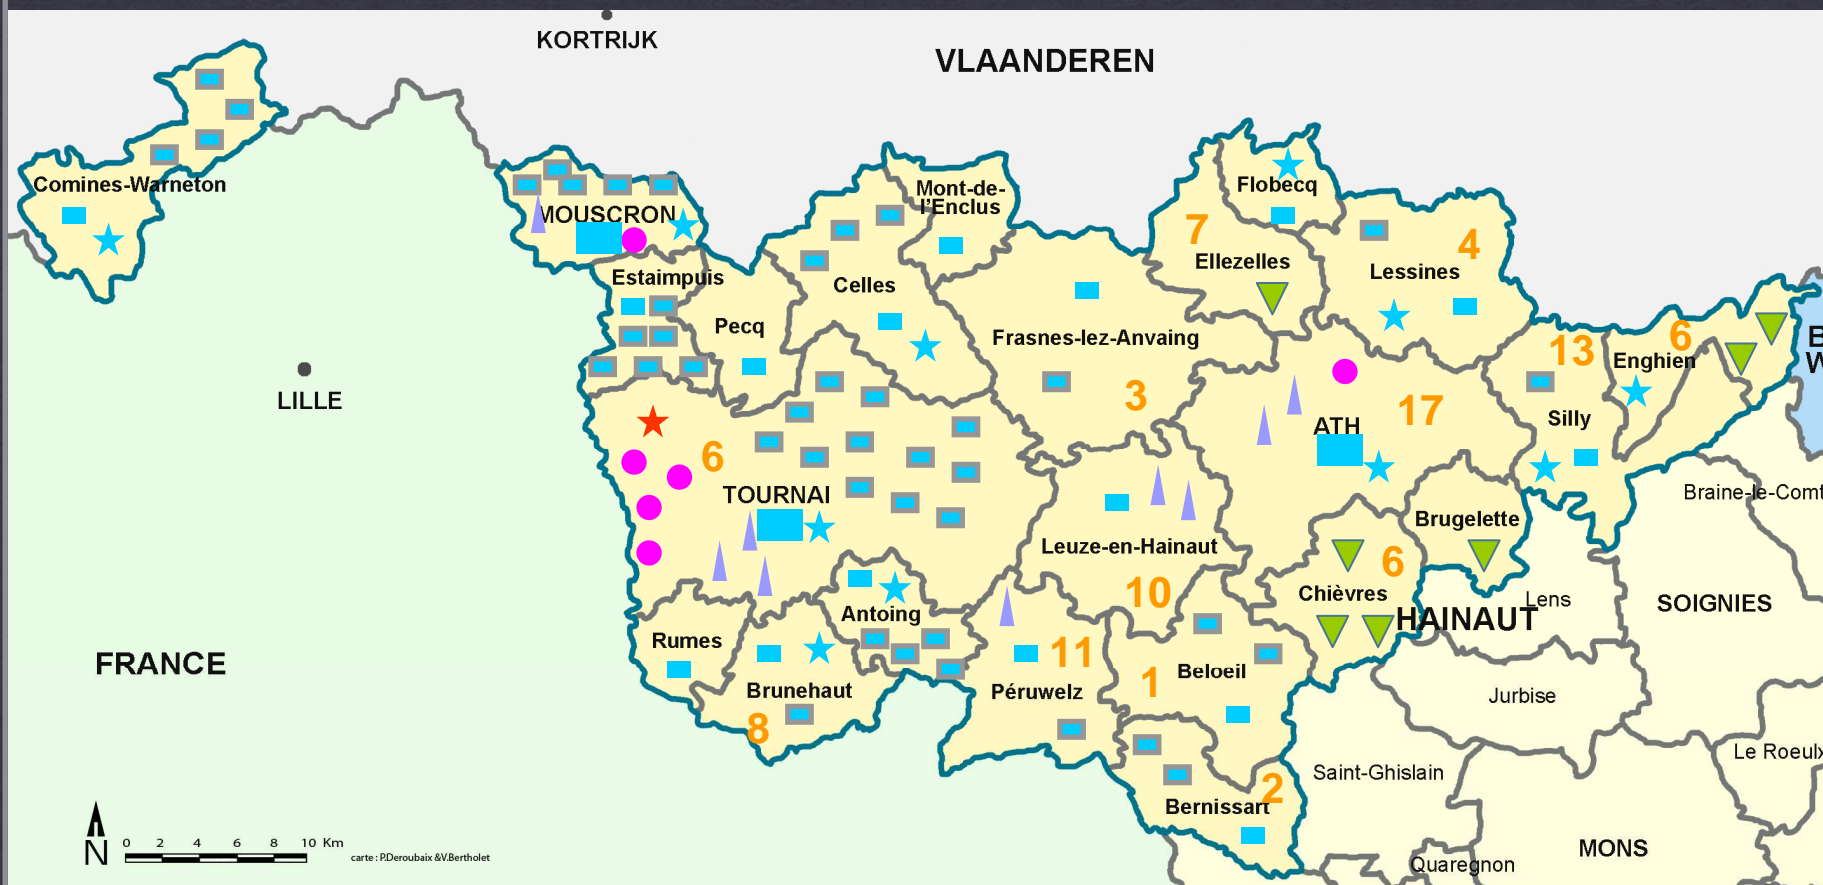 KORTRIJK
VLAANDEREN
Comines-Warneton
MOUSCRON
Mont-de-
l'Enclus
Flobecq
7
4
Ellezelles
Lessines
Estaimpuis
Celles
Pecq
Frasnes-lez-Anvaing
13
6
Enghien
B
W
LILLE
3
17
Silly
ATH
6
TOURNAI
Braine-le-Comt
Brugelette
Leuze-en-Hainaut
6
10
Chièvres
Lens
SOIGNIES
HAINAUT
Antoing
Rumes
FRANCE
11
1
Beloeil
Brunehaut
Péruwelz
Jurbise
8
Le Roeulx
Saint-Ghislain
2
Bernissart
MONS
Quaregnon
N
0 2 4 6 8 10 Km
carte : P.Deroubaix &V.Bertholet